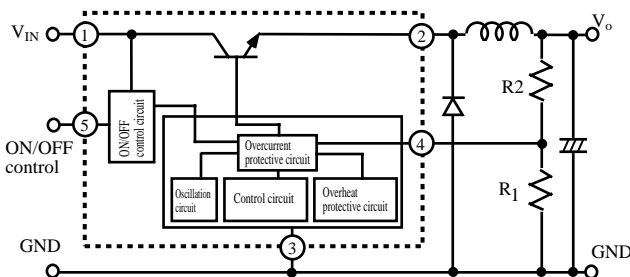 V_IN
1
2
V_o
R2
5
ON/OFF
control circuit
ON/OFF
control
Overcurrent
protective circuit
4
Oscillation
circuit
Control circuit
Overheat
protective circuit
R_1
GND
3
GND